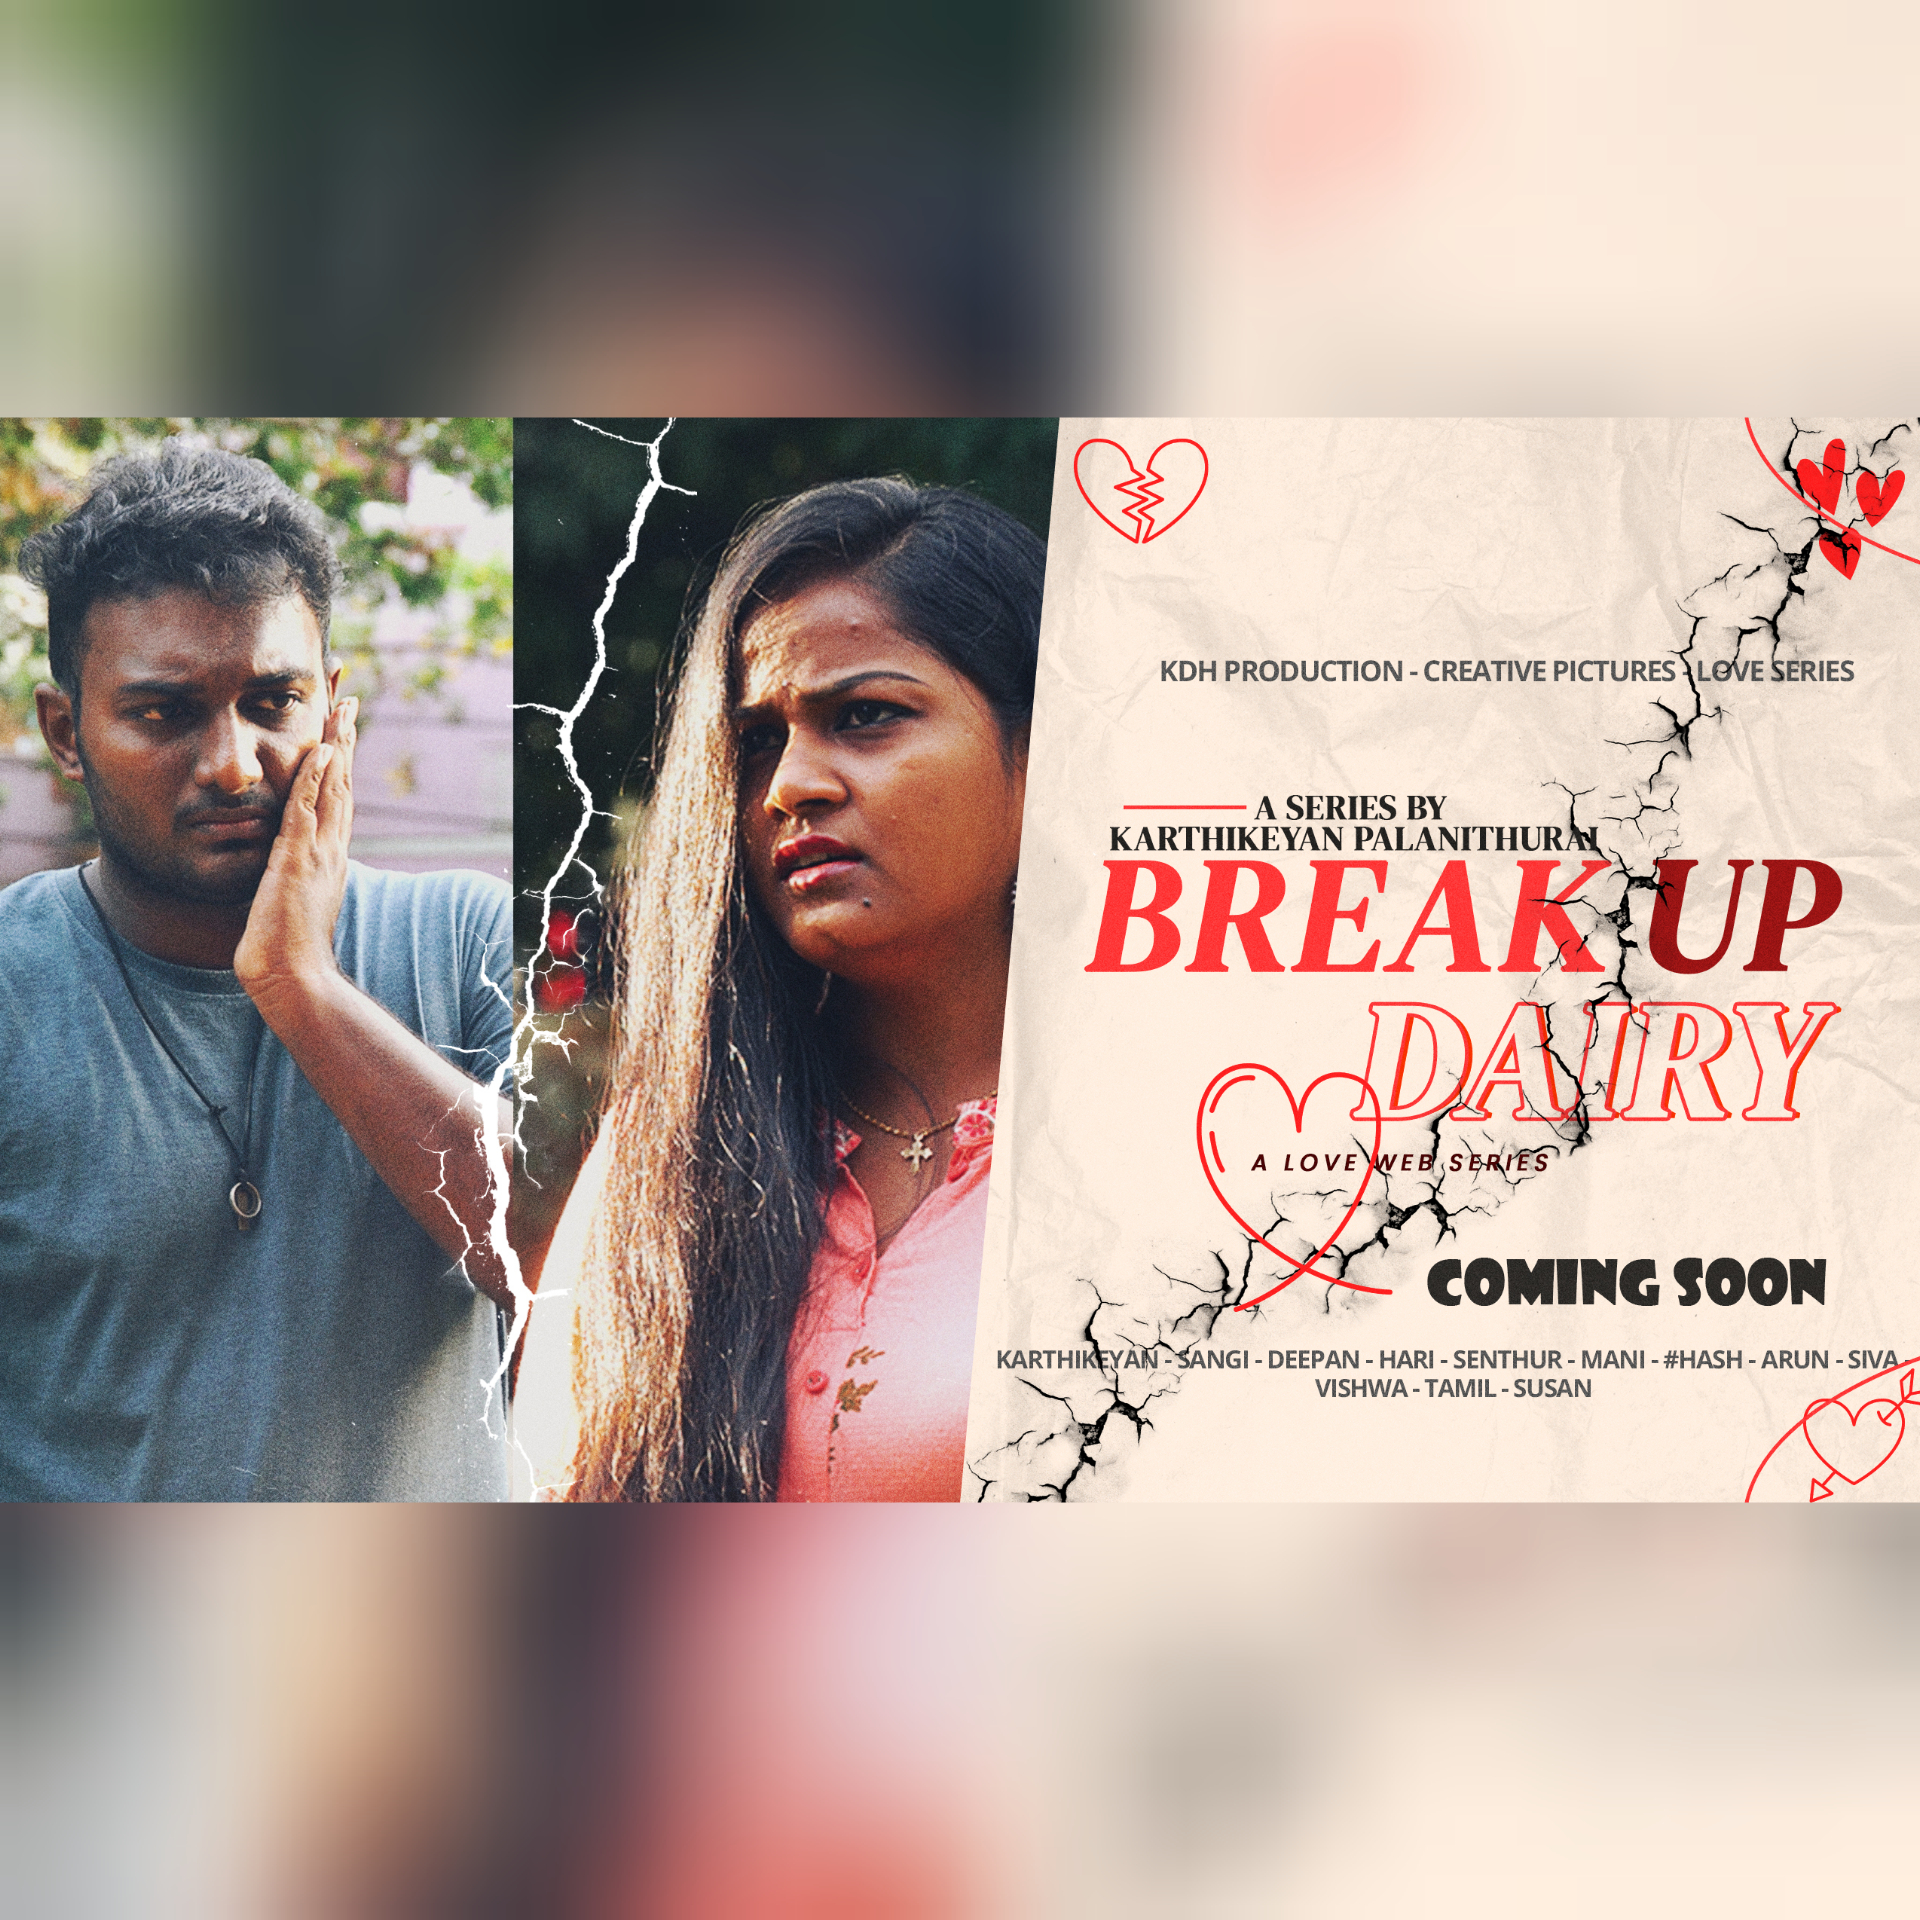 KDH PRODUCTION - CREATIVE PICTURES - LOVE SERIES
A SERIES BY
KARTHIKEYAN PALANITHURAI
BREAK UP
DAIRY
A LOVE WEB SERIES
COMING SOON
KARTHIKEYAN - SANGI - DEEPAN - HARI - SENTHUR - MANI - #HASH - ARUN - SIVA -
VISHWA - TAMIL - SUSAN